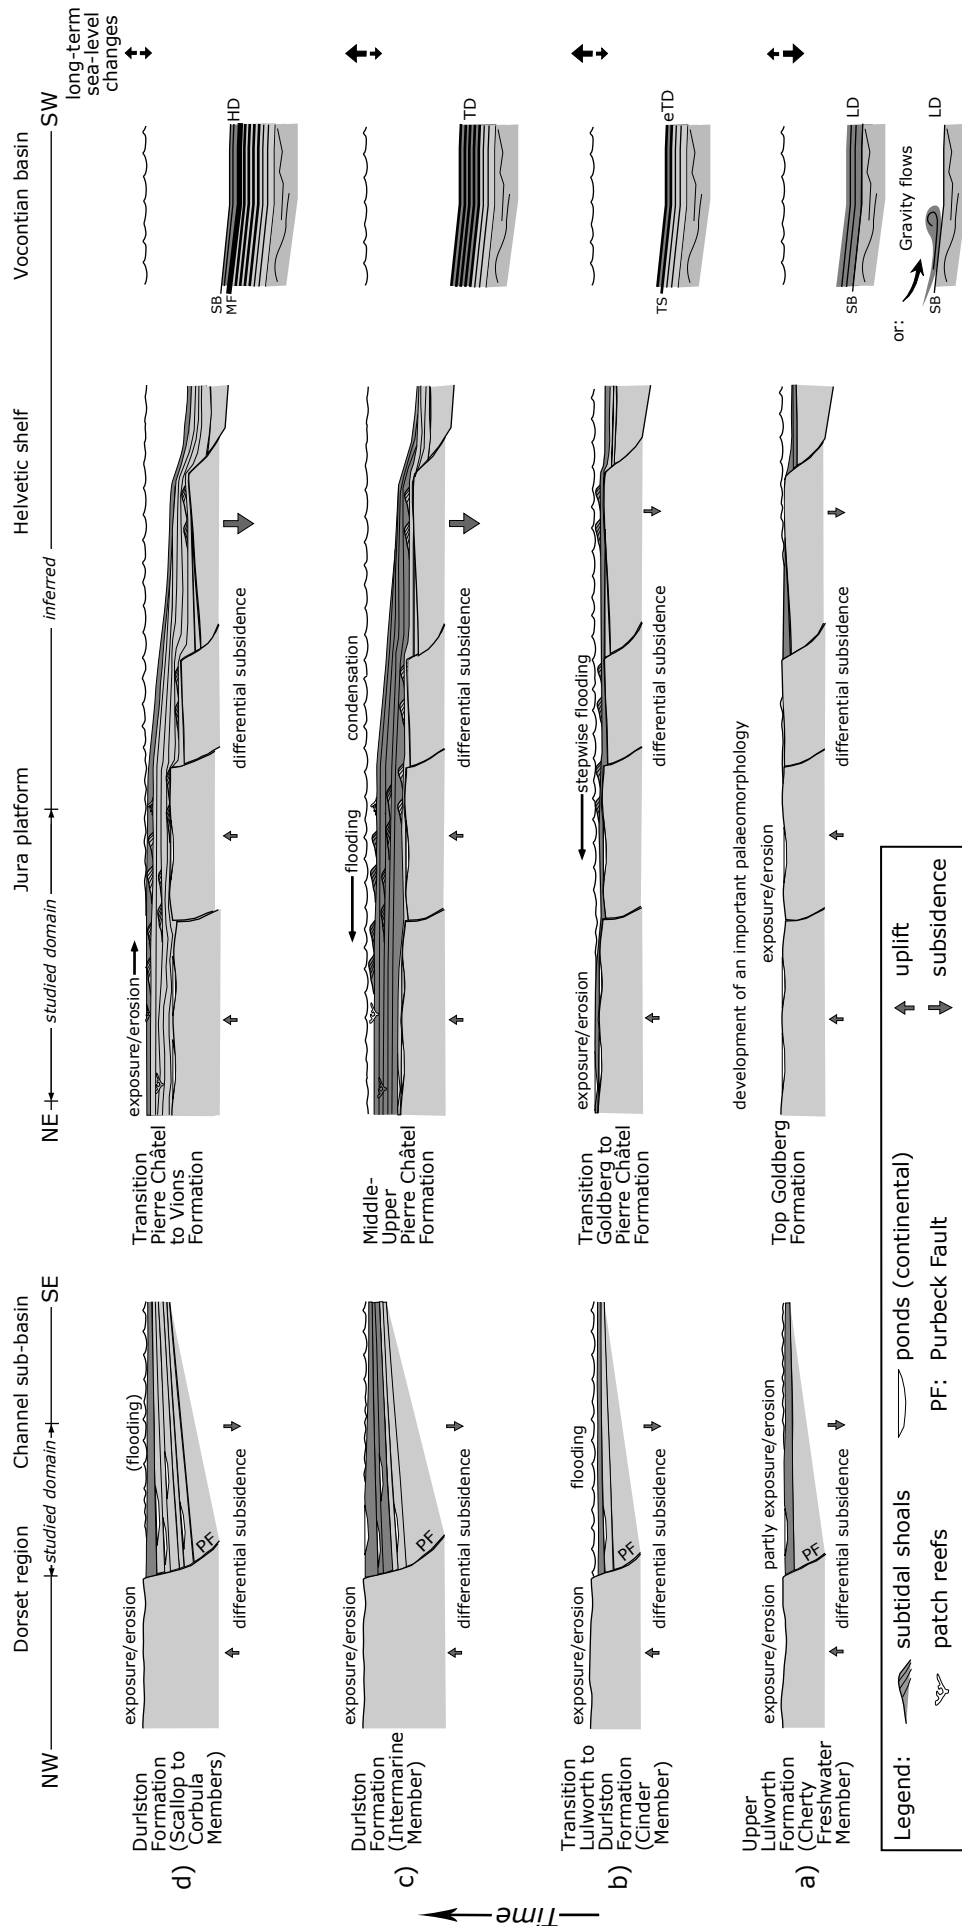 NW
Dorset region
Channel sub-basin
studied domain
SE
NE
Jura platform
Helvetic shelf
Vocontian basin
studied domain
inferred
SW
long-term
sea-level
changes
Time
d)
Durlston
Formation
(Scallop to
Corbula
Members)
exposure/erosion
(flooding)
PF
differential subsidence
Transition
Pierre Châtel
to Vions
Formation
exposure/erosion
differential subsidence
SB
MF
HD
c)
Durlston
Formation
(Intermarine
Member)
exposure/erosion
PF
differential subsidence
Middle-
Upper
Pierre Châtel
Formation
flooding
condensation
differential subsidence
TD
b)
Transition
Lulworth to
Durlston
Formation
(Cinder
Member)
exposure/erosion
flooding
PF
differential subsidence
Transition
Goldberg to
Pierre Châtel
Formation
exposure/erosion
stepwise flooding
differential subsidence
TS
eTD
a)
Upper
Lulworth
Formation
(Cherty
Freshwater
Member)
exposure/erosion
partly exposure/erosion
PF
differential subsidence
Top Goldberg
Formation
development of an important palaeomorphology
exposure/erosion
differential subsidence
SB
LD
or:
Gravity flows
SB
LD
Legend:
subtidal shoals
ponds (continental)
uplift
patch reefs
PF: Purbeck Fault
subsidence